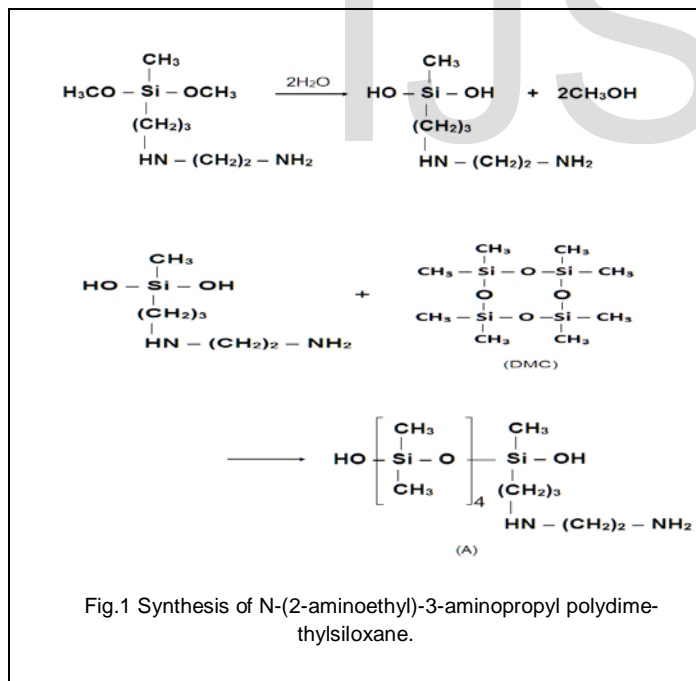 IJS
CH₃
H₃CO – Si – OCH₃ 2H₂O HO – Si – OH + 2CH₃OH
(CH₂)₃ (CH₂)₃
HN – (CH₂)₂ – NH₂ HN – (CH₂)₂ – NH₂
CH₃
CH₃
HO – Si – OH
(CH₂)₃
HN – (CH₂)₂ – NH₂
+
CH₃ CH₃
CH₃ – Si – O – Si – CH₃
O O
CH₃ – Si – O – Si – CH₃
CH₃ CH₃
(DMC)
CH₃ CH₃
HO – Si – O – Si – OH
CH₃ 4 (CH₂)₃
HN – (CH₂)₂ – NH₂
(A)
Fig.1 Synthesis of N-(2-aminoethyl)-3-aminopropyl polydime-
thylsiloxane.